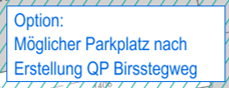 Option:
Möglicher Parkplatz nach
Erstellung QP Birsstegweg